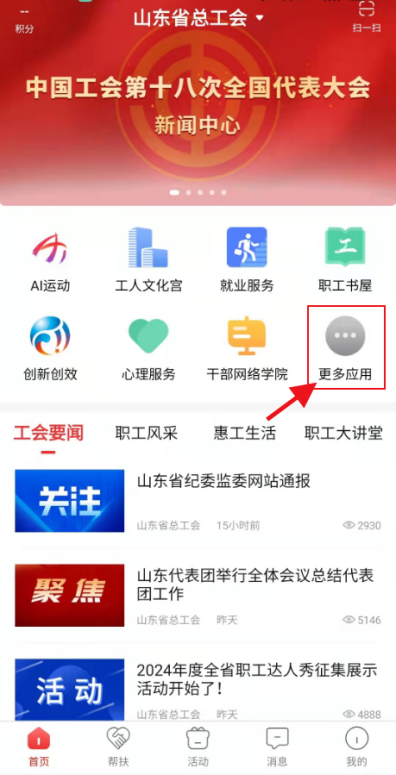 --
积分
山东省总工会
扫一扫
中国工会第十八次全国代表大会
新闻中心
AI运动
工人文化宫
就业服务
工
职工书屋
创新创效
心理服务
干部网络学院
更多应用
工会要闻
职工风采
惠工生活
职工大讲堂
关注
山东省纪委监委网站通报
山东省总工会 15小时前 2930
聚焦
山东代表团举行全体会议总结代表
团工作
山东省总工会 昨天 5146
活动
2024年度全省职工达人秀征集展示
活动开始了！
山东省总工会 昨天 4888
首页
帮扶
活动
消息
我的